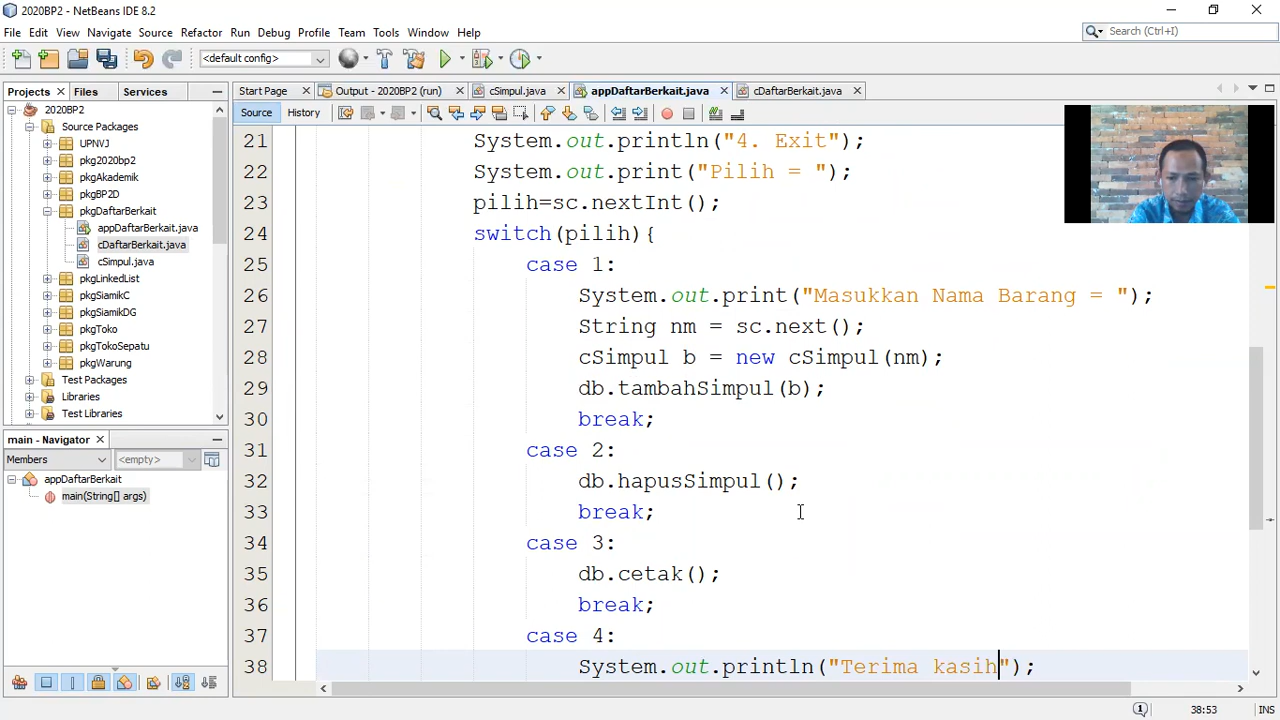 2020BP2 - NetBeans IDE 8.2
File Edit View Navigate Source Refactor Run Debug Profile Team Tools Window Help
Search (Ctrl+I)
<default config>
Projects Files Services
Start Page Output - 2020BP2 (run) cSimpul.java appDaftarBerkait.java cDaftarBerkait.java
Source History
2020BP2
Source Packages
UPNVJ
pkg2020bp2
pkgAkademik
pkgBP2D
pkgDaftarBerkait
appDaftarBerkait.java
cDaftarBerkait.java
cSimpul.java
pkgLinkedList
pkgSiamikC
pkgSiamikDG
pkgToko
pkgTokoSepatu
pkgWarung
Test Packages
Libraries
Test Libraries
main - Navigator
Members <empty>
appDaftarBerkait
main(String[] args)
21 System.out.println("4. Exit");
22 System.out.print("Pilih = ");
23 pilih=sc.nextInt();
24 switch(pilih){
25 case 1:
26 System.out.print("Masukkan Nama Barang = ");
27 String nm = sc.next();
28 cSimpul b = new cSimpul(nm);
29 db.tambahSimpul(b);
30 break;
31 case 2:
32 db.hapusSimpul();
33 break;
34 case 3:
35 db.cetak();
36 break;
37 case 4:
38 System.out.println("Terima kasih");
38:53 INS